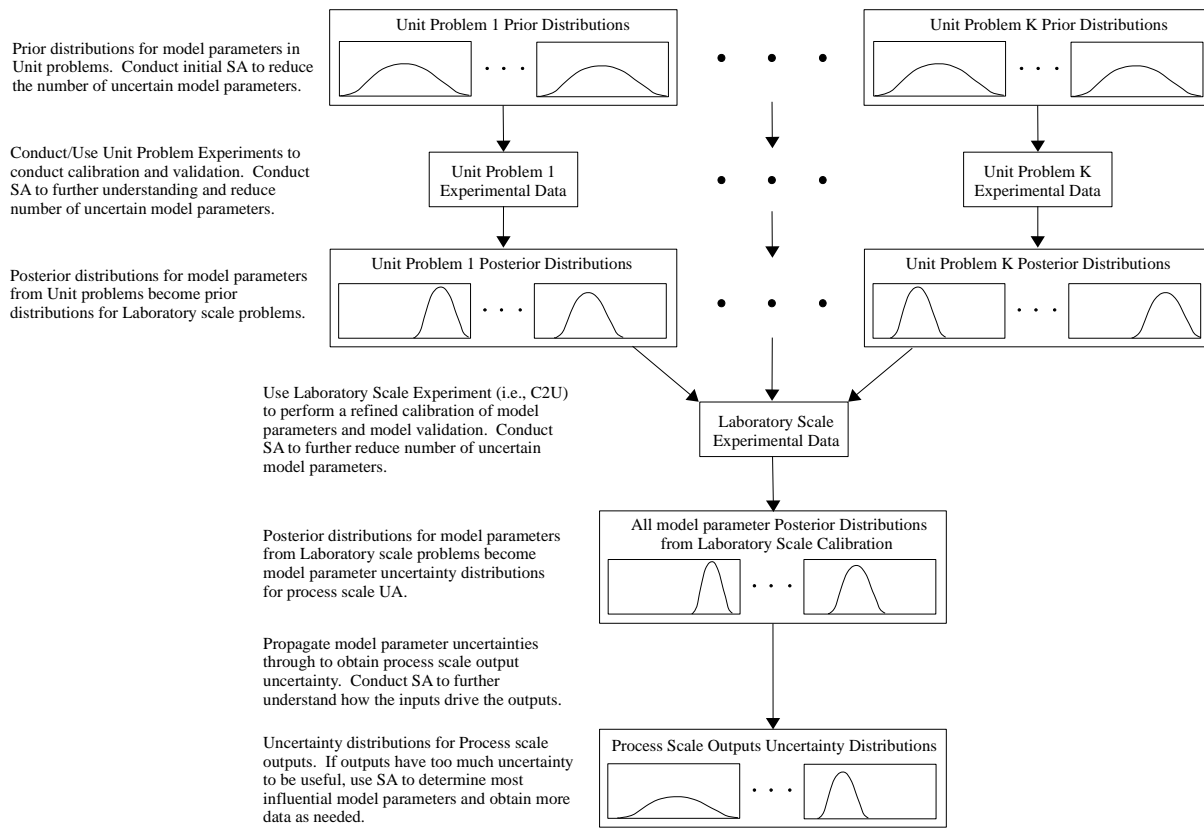 Unit Problem 1 Prior Distributions
Unit Problem K Prior Distributions
Prior distributions for model parameters in
Unit problems. Conduct initial SA to reduce
the number of uncertain model parameters.
Conduct/Use Unit Problem Experiments to
conduct calibration and validation. Conduct
SA to further understanding and reduce
number of uncertain model parameters.
Unit Problem 1
Experimental Data
Unit Problem K
Experimental Data
Unit Problem 1 Posterior Distributions
Unit Problem K Posterior Distributions
Posterior distributions for model parameters
from Unit problems become prior
distributions for Laboratory scale problems.
Use Laboratory Scale Experiment (i.e., C2U)
to perform a refined calibration of model
parameters and model validation. Conduct
SA to further reduce number of uncertain
model parameters.
Laboratory Scale
Experimental Data
Posterior distributions for model parameters
from Laboratory scale problems become
model parameter uncertainty distributions
for process scale UA.
All model parameter Posterior Distributions
from Laboratory Scale Calibration
Propagate model parameter uncertainties
through to obtain process scale output
uncertainty. Conduct SA to further
understand how the inputs drive the outputs.
Uncertainty distributions for Process scale
outputs. If outputs have too much uncertainty
to be useful, use SA to determine most
influential model parameters and obtain more
data as needed.
Process Scale Outputs Uncertainty Distributions